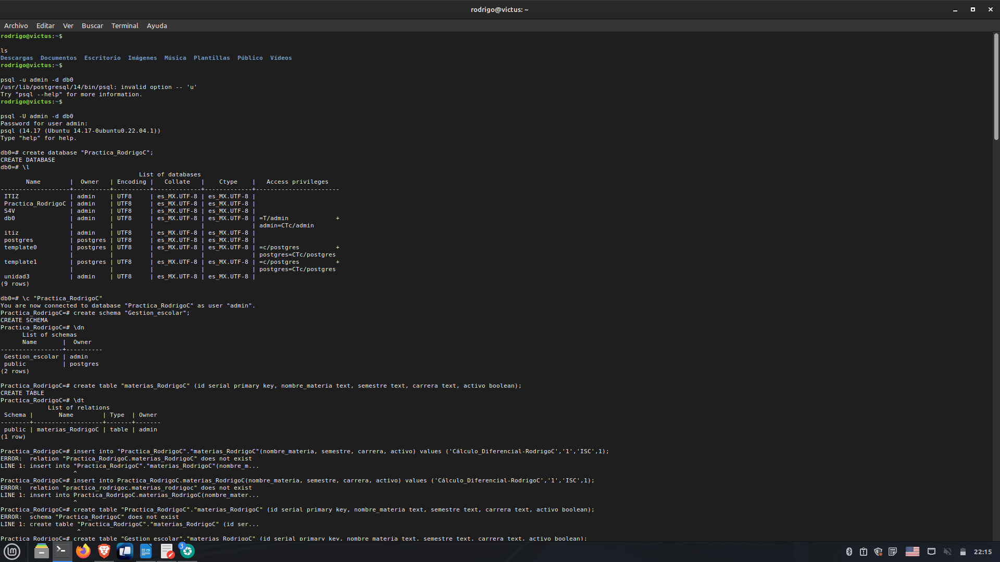 rodrigo@victus: ~
Archivo Editar Ver Buscar Terminal Ayuda
rodrigo@victus:~$
ls
Descargas  Documentos  Escritorio  Imágenes  Música  Plantillas  Público  Vídeos
rodrigo@victus:~$
psql -u admin -d db0
/usr/lib/postgresql/14/bin/psql: invalid option -- 'u'
Try "psql --help" for more information.
rodrigo@victus:~$
psql -U admin -d db0
Password for user admin:
psql (14.17 (Ubuntu 14.17-0ubuntu0.22.04.1))
Type "help" for help.
db0=# create database "Practica_RodrigoC";
CREATE DATABASE
db0=# \l
List of databases
Name | Owner | Encoding | Collate | Ctype | Access privileges
-------------------+----------+----------+-------------+-------------+-----------------------
ITIZ | admin | UTF8 | es_MX.UTF-8 | es_MX.UTF-8 |
Practica_RodrigoC | admin | UTF8 | es_MX.UTF-8 | es_MX.UTF-8 |
S4V | admin | UTF8 | es_MX.UTF-8 | es_MX.UTF-8 |
db0 | admin | UTF8 | es_MX.UTF-8 | es_MX.UTF-8 | =T/admin +
| | | | | admin=CTc/admin
itiz | admin | UTF8 | es_MX.UTF-8 | es_MX.UTF-8 |
postgres | postgres | UTF8 | es_MX.UTF-8 | es_MX.UTF-8 |
template0 | postgres | UTF8 | es_MX.UTF-8 | es_MX.UTF-8 | =c/postgres +
| | | | | postgres=CTc/postgres
template1 | postgres | UTF8 | es_MX.UTF-8 | es_MX.UTF-8 | =c/postgres +
| | | | | postgres=CTc/postgres
unidad3 | admin | UTF8 | es_MX.UTF-8 | es_MX.UTF-8 |
(9 rows)
db0=# \c "Practica_RodrigoC"
You are now connected to database "Practica_RodrigoC" as user "admin".
Practica_RodrigoC=# create schema "Gestion_escolar";
CREATE SCHEMA
Practica_RodrigoC=# \dn
List of schemas
Name | Owner
-----------------+----------
Gestion_escolar | admin
public | postgres
(2 rows)
Practica_RodrigoC=# create table "materias_RodrigoC" (id serial primary key, nombre_materia text, semestre text, carrera text, activo boolean);
CREATE TABLE
Practica_RodrigoC=# \dt
List of relations
Schema | Name | Type | Owner
--------+-------------------+-------+-------
public | materias_RodrigoC | table | admin
(1 row)
Practica_RodrigoC=# insert into "Practica_RodrigoC"."materias_RodrigoC"(nombre_materia, semestre, carrera, activo) values ('Cálculo_Diferencial-RodrigoC','1','ISC',1);
ERROR:  relation "Practica_RodrigoC.materias_RodrigoC" does not exist
LINE 1: insert into "Practica_RodrigoC"."materias_RodrigoC"(nombre_m...
^
Practica_RodrigoC=# insert into Practica_RodrigoC.materias_RodrigoC(nombre_materia, semestre, carrera, activo) values ('Cálculo_Diferencial-RodrigoC','1','ISC',1);
ERROR:  relation "practica_rodrigoc.materias_rodrigoc" does not exist
LINE 1: insert into Practica_RodrigoC.materias_RodrigoC(nombre_mater...
^
Practica_RodrigoC=# create table "Practica_RodrigoC"."materias_RodrigoC" (id serial primary key, nombre_materia text, semestre text, carrera text, activo boolean);
ERROR:  schema "Practica_RodrigoC" does not exist
LINE 1: create table "Practica_RodrigoC"."materias_RodrigoC" (id ser...
^
Practica_RodrigoC=# create table "Gestion_escolar"."materias_RodrigoC" (id serial primary key, nombre_materia text, semestre text, carrera text, activo boolean);
3
22:15